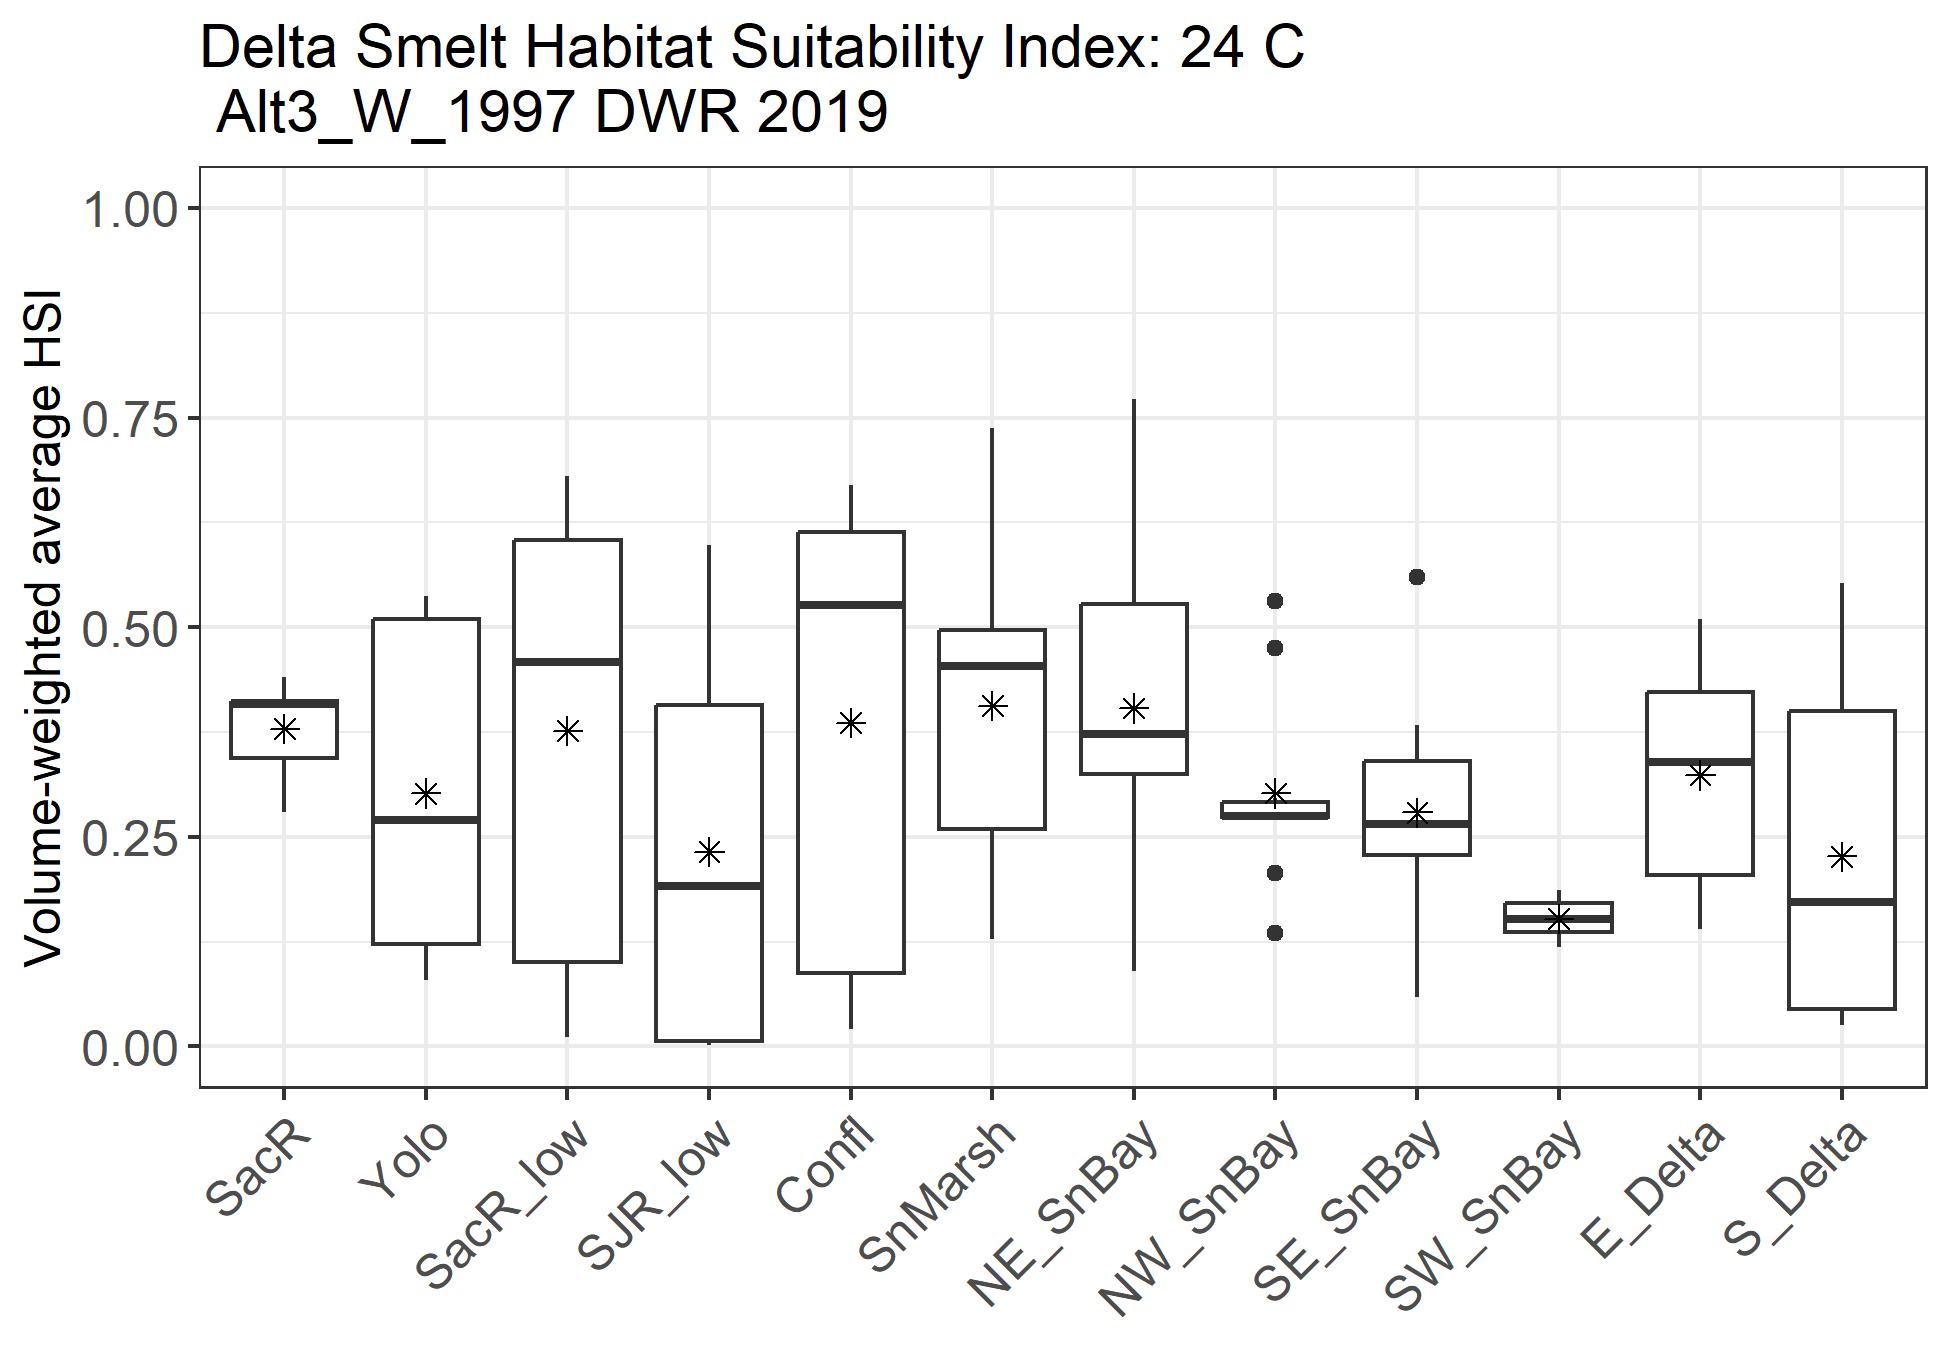 Delta Smelt Habitat Suitability Index: 24 C
Alt3_W_1997 DWR 2019
Volume-weighted average HSI
1.00
0.75
0.50
0.25
0.00
SacR
Yolo
SacR_low
SJR_low
Confl
SnMarsh
NE_SnBay
NW_SnBay
SE_SnBay
SW_SnBay
E_Delta
S_Delta